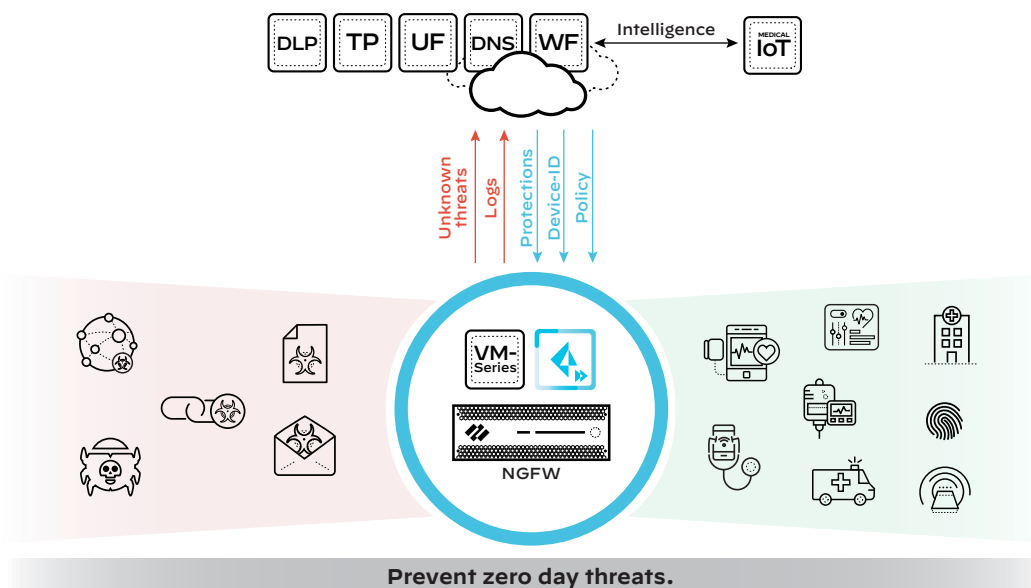 DLP
TP
UF
DNS
WF
Intelligence
MEDICAL
IoT
Unknown
threats
Logs
Protections
Device-ID
Policy
VM-
Series
NGFW
Prevent zero day threats.